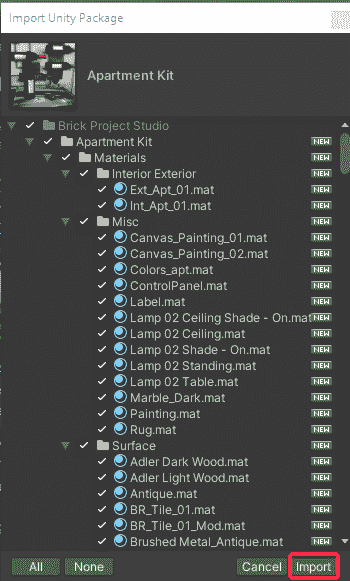 Import Unity Package
Apartment Kit
Brick Project Studio
Apartment Kit NEW
Materials NEW
Interior Exterior NEW
Ext_Apt_01.mat NEW
Int_Apt_01.mat NEW
Misc NEW
Canvas_Painting_01.mat NEW
Canvas_Painting_02.mat NEW
Colors_apt.mat NEW
ControlPanel.mat NEW
Label.mat NEW
Lamp 02 Ceiling Shade - On.mat NEW
Lamp 02 Ceiling.mat NEW
Lamp 02 Shade - On.mat NEW
Lamp 02 Standing.mat NEW
Lamp 02 Table.mat NEW
Marble_Dark.mat NEW
Painting.mat NEW
Rug.mat NEW
Surface NEW
Adler Dark Wood.mat NEW
Adler Light Wood.mat NEW
Antique.mat NEW
BR_Tile_01.mat NEW
BR_Tile_01_Mod.mat NEW
Brushed Metal_Antique.mat NEW
All None Cancel Import